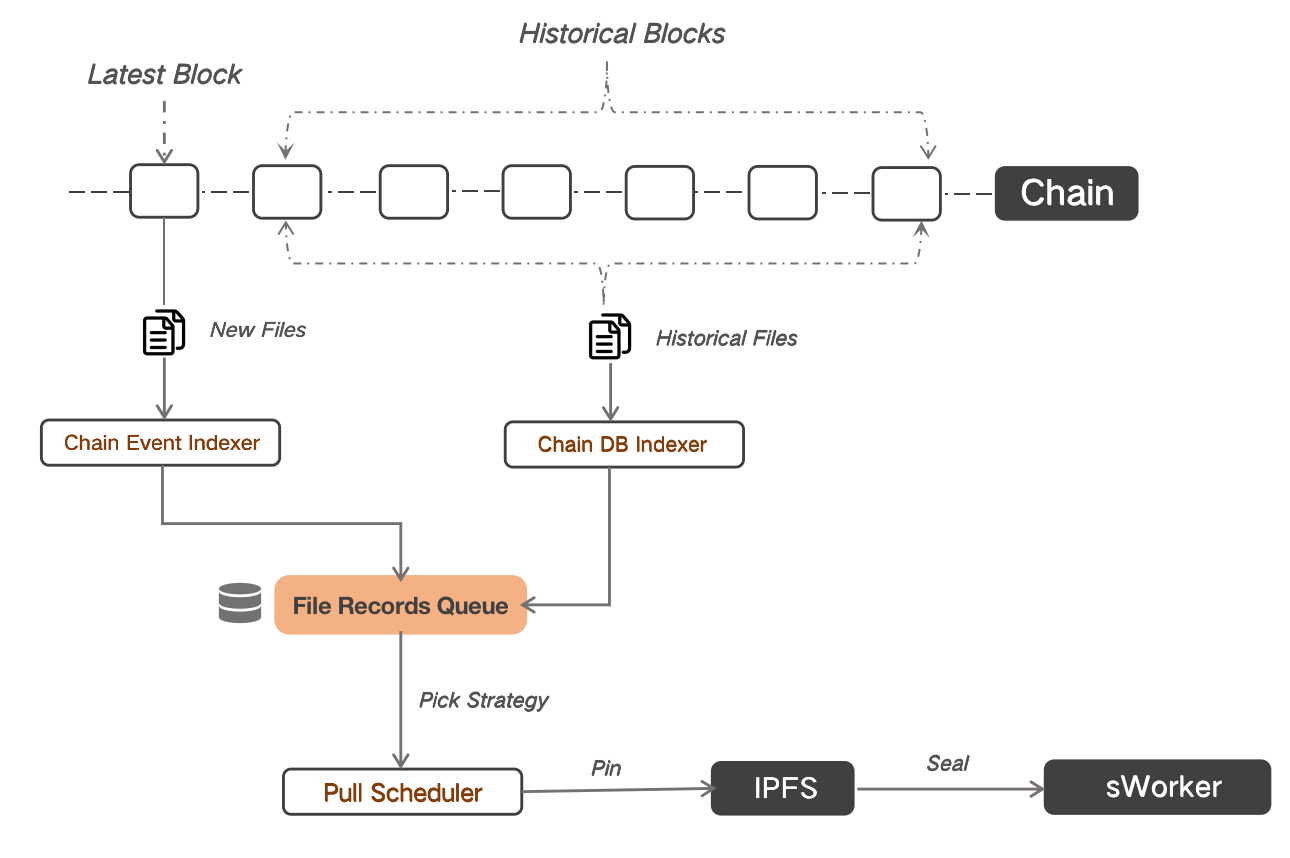 Historical Blocks
Latest Block
Chain
New Files
Historical Files
Chain Event Indexer
Chain DB Indexer
File Records Queue
Pick Strategy
Pull Scheduler
Pin
IPFS
Seal
sWorker